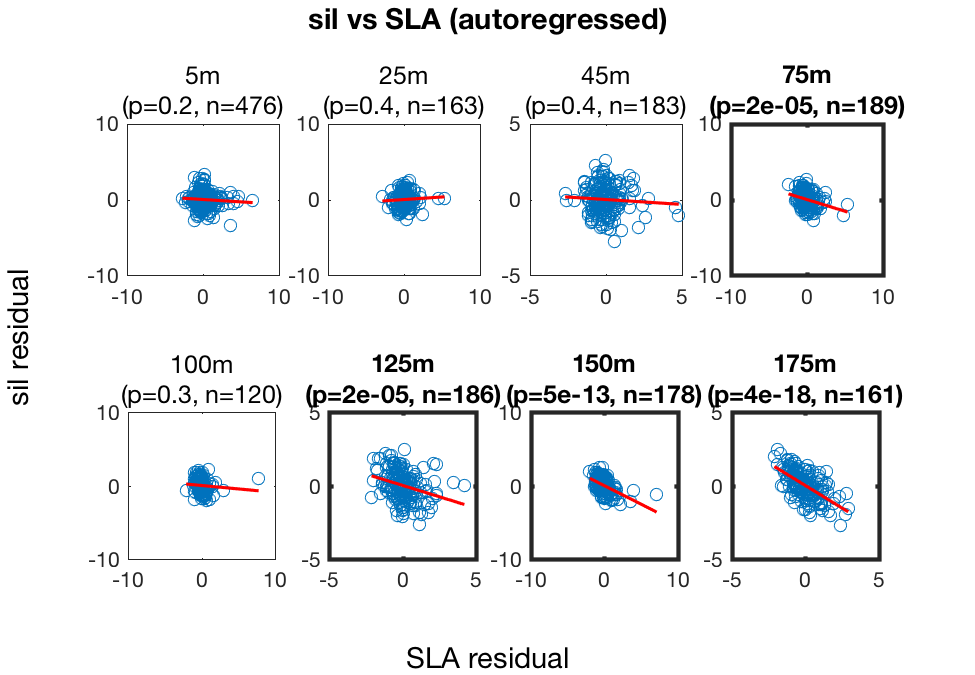 sil vs SLA (autoregressed)
5m
(p=0.2, n=476)
25m
(p=0.4, n=163)
45m
(p=0.4, n=183)
75m
(p=2e-05, n=189)
10
0
-10
-10 0 10
10
0
-10
-10 0 10
5
0
-5
-5 0 5
10
0
-10
-10 0 10
sil residual
100m
(p=0.3, n=120)
125m
(p=2e-05, n=186)
150m
(p=5e-13, n=178)
175m
(p=4e-18, n=161)
10
0
-10
-10 0 10
5
0
-5
-5 0 5
10
0
-10
-10 0 10
5
0
-5
-5 0 5
SLA residual